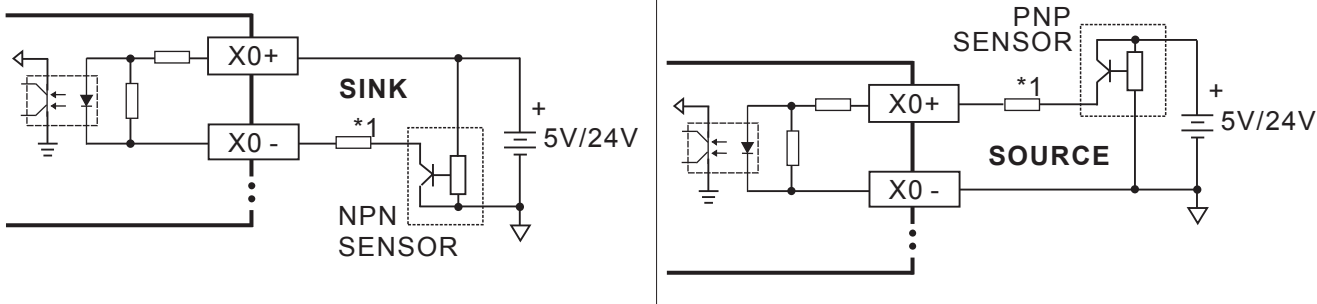 X0+
SINK
*1
X0 -
+
5V/24V
NPN
SENSOR
PNP
SENSOR
*1
X0+
+
5V/24V
SOURCE
X0 -